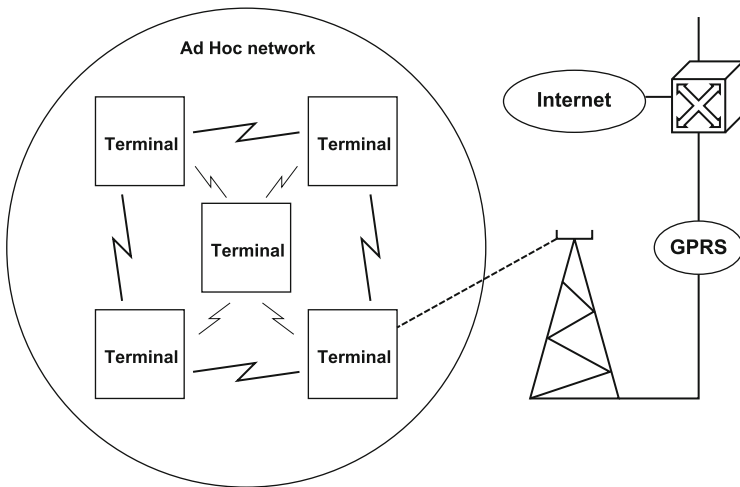 Ad Hoc network
Internet
Terminal
Terminal
Terminal
GPRS
Terminal
Terminal